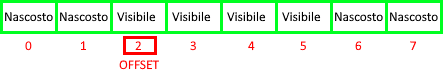 Nascosto Nascosto Visibile Visibile Visibile Visibile Nascosto Nascosto
0 1 2 3 4 5 6 7
OFFSET